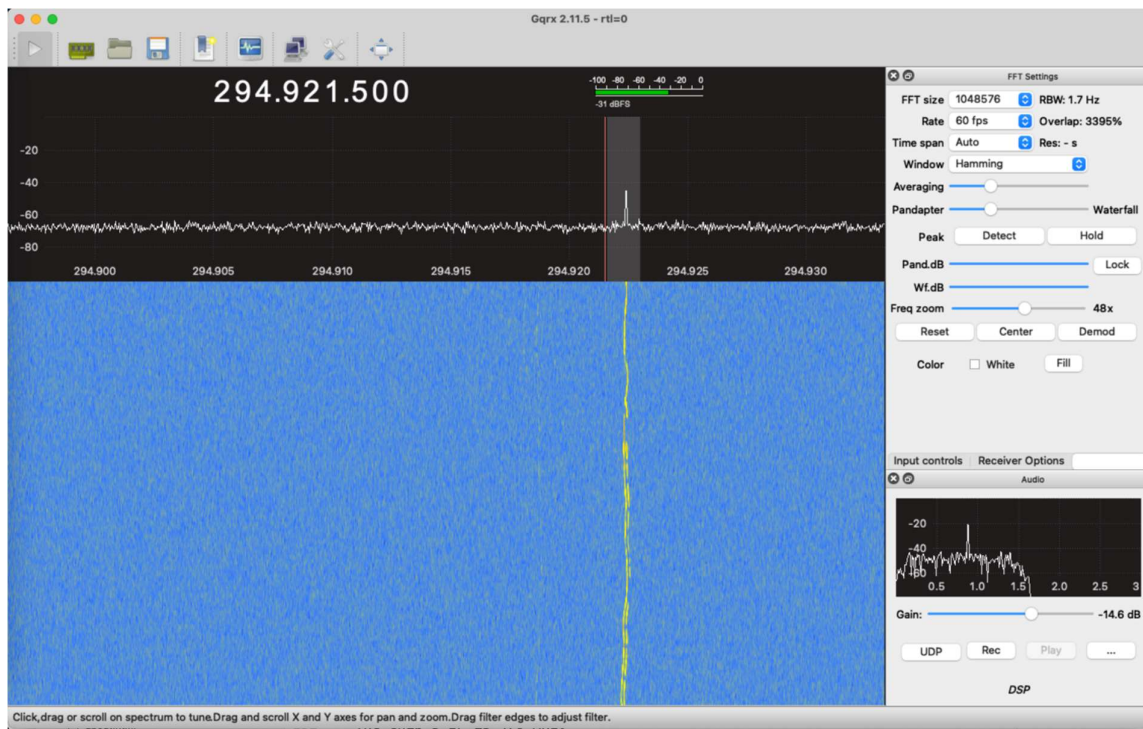 Gqrx 2.11.5 - rtl=0
294.921.500
-100 -80 -60 -40 -20 0
-31 dBFS
-20
-40
-60
-80
294.900 294.905 294.910 294.915 294.920 294.925 294.930
FFT Settings
FFT size 1048576 RBW: 1.7 Hz
Rate 60 fps Overlap: 3395%
Time span Auto Res: - s
Window Hamming
Averaging
Pandapter Waterfall
Peak Detect Hold
Pand.dB Lock
Wf.dB
Freq zoom 48x
Reset Center Demod
Color White Fill
Input controls Receiver Options
Audio
-20
-40
-60
0.5 1.0 1.5 2.0 2.5 3
Gain: -14.6 dB
UDP Rec Play ...
DSP
Click,drag or scroll on spectrum to tune.Drag and scroll X and Y axes for pan and zoom.Drag filter edges to adjust filter.